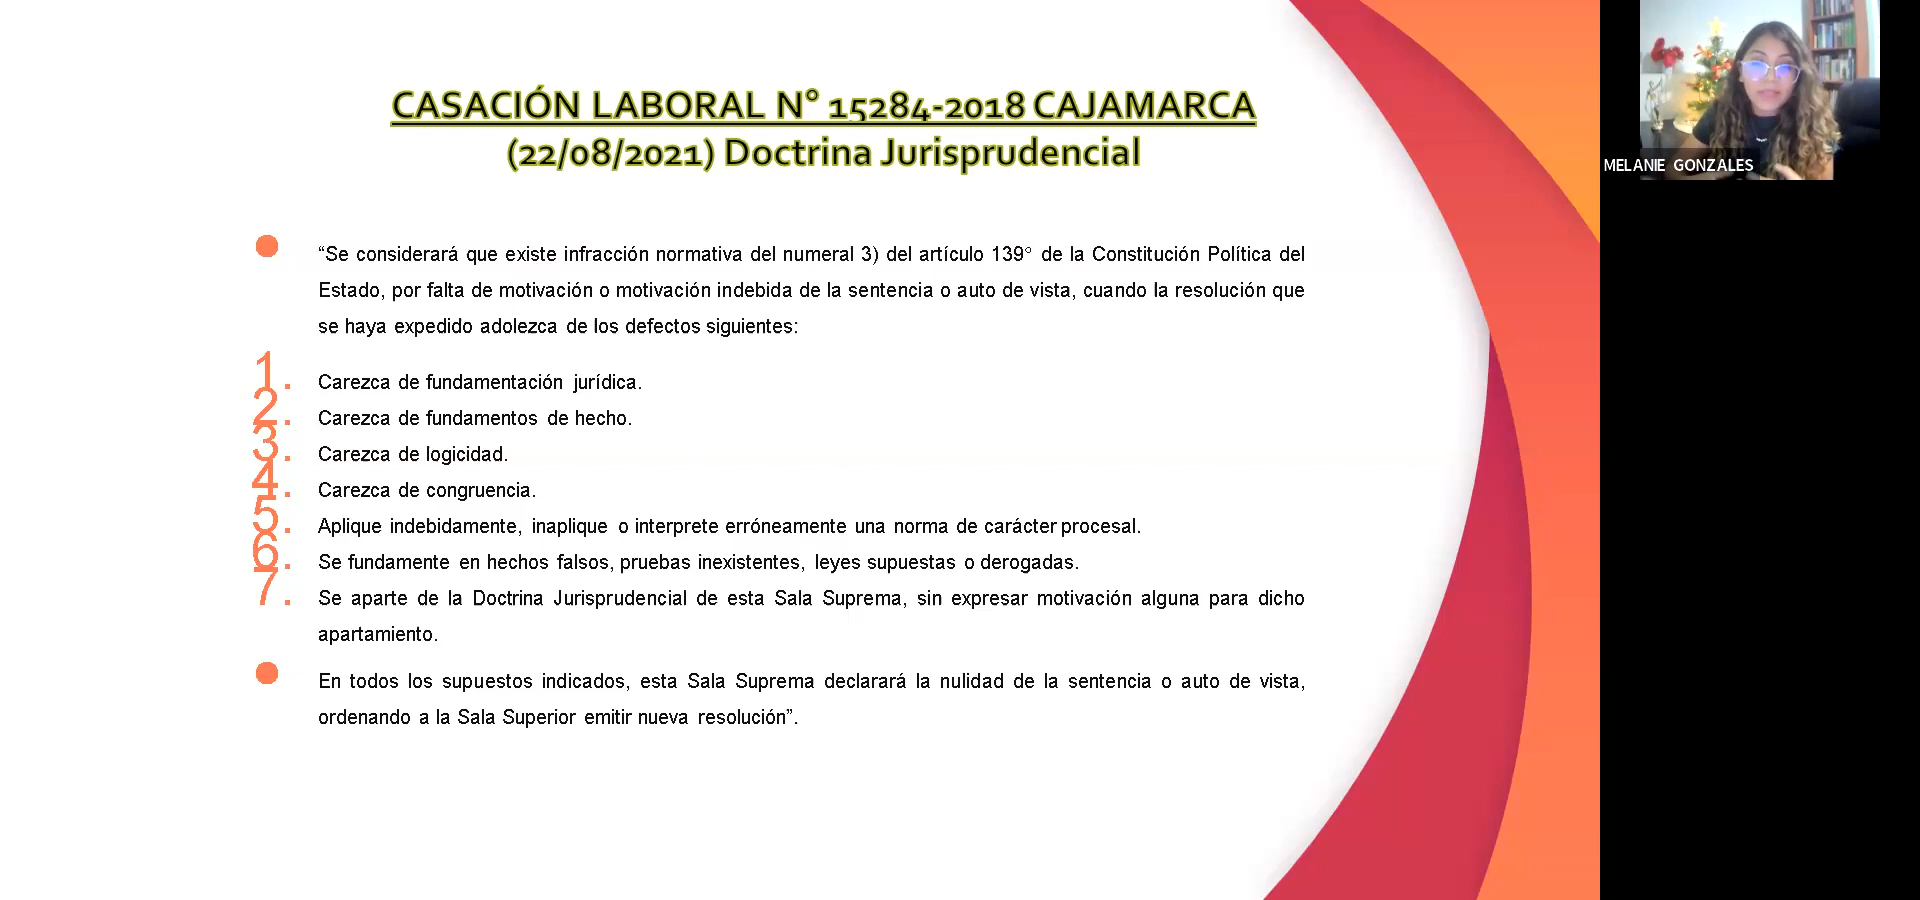 CASACIÓN LABORAL N° 15284-2018 CAJAMARCA
(22/08/2021) Doctrina Jurisprudencial
“Se considerará que existe infracción normativa del numeral 3) del artículo 139° de la Constitución Política del
Estado, por falta de motivación o motivación indebida de la sentencia o auto de vista, cuando la resolución que
se haya expedido adolezca de los defectos siguientes:
1. Carezca de fundamentación jurídica.
2. Carezca de fundamentos de hecho.
3. Carezca de logicidad.
4. Carezca de congruencia.
5. Aplique indebidamente, inaplique o interprete erróneamente una norma de carácter procesal.
6. Se fundamente en hechos falsos, pruebas inexistentes, leyes supuestas o derogadas.
7. Se aparte de la Doctrina Jurisprudencial de esta Sala Suprema, sin expresar motivación alguna para dicho
apartamiento.
En todos los supuestos indicados, esta Sala Suprema declarará la nulidad de la sentencia o auto de vista,
ordenando a la Sala Superior emitir nueva resolución”.
MELANIE GONZALES